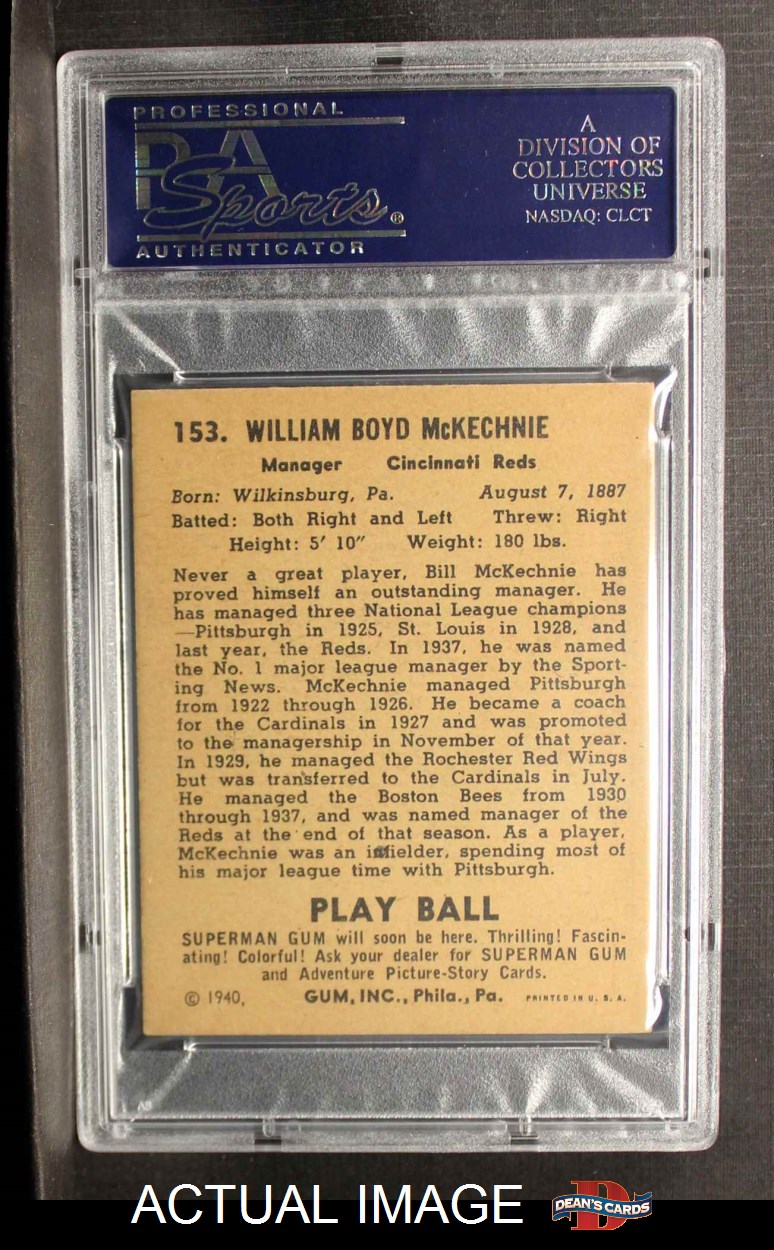 PROFESSIONAL
PSA
Sports®
AUTHENTICATOR
A
DIVISION OF
COLLECTORS
UNIVERSE
NASDAQ: CLCT
153. WILLIAM BOYD McKECHNIE
Manager Cincinnati Reds
Born: Wilkinsburg, Pa. August 7, 1887
Batted: Both Right and Left Threw: Right
Height: 5′ 10″ Weight: 180 lbs.
Never a great player, Bill McKechnie has
proved himself an outstanding manager. He
has managed three National League champions
—Pittsburgh in 1925, St. Louis in 1928, and
last year, the Reds. In 1937, he was named
the No. 1 major league manager by the Sport-
ing News. McKechnie managed Pittsburgh
from 1922 through 1926. He became a coach
for the Cardinals in 1927 and was promoted
to the managership in November of that year.
In 1929, he managed the Rochester Red Wings
but was transferred to the Cardinals in July.
He managed the Boston Bees from 1930
through 1937, and was named manager of the
Reds at the end of that season. As a player,
McKechnie was an infielder, spending most of
his major league time with Pittsburgh.
PLAY BALL
SUPERMAN GUM will soon be here. Thrilling! Fascin-
ating! Colorful! Ask your dealer for SUPERMAN GUM
and Adventure Picture-Story Cards.
© 1940, GUM, INC., Phila., Pa. PRINTED IN U. S. A.
ACTUAL IMAGE
DEAN'S CARDS